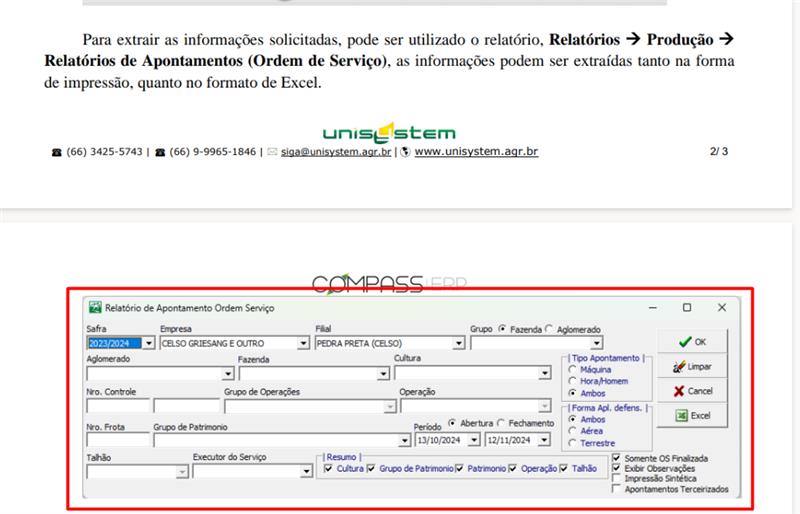 Para extrair as informações solicitadas, pode ser utilizado o relatório, Relatórios → Produção →
Relatórios de Apontamentos (Ordem de Serviço), as informações podem ser extraídas tanto na forma
de impressão, quanto no formato de Excel.
unisystem
☎ (66) 3425-5743 | ☎ (66) 9-9965-1846 | ✉ siga@unisystem.agr.br | www.unisystem.agr.br 2/ 3
COMPASS ERP
Relatório de Apontamento Ordem Serviço
Safra Empresa Filial Grupo Fazenda Aglomerado
2023/2024 CELSO GRIESANG E OUTRO PEDRA PRETA (CELSO) OK
Aglomerado Fazenda Cultura | Tipo Apontamento |
Máquina Limpar
Hora/Homem
Nro. Controle Grupo de Operações Operação Ambos Cancel
| Forma Apl. defens. |
Ambos Excel
Nro. Frota Grupo de Patrimonio Período Abertura Fechamento Aérea
13/10/2024 12/11/2024 Terrestre
Talhão Executor do Serviço | Resumo | Somente OS Finalizada
Cultura Grupo de Patrimonio Patrimonio Operação Talhão Exibir Observações
Impressão Sintética
Apontamentos Terceirizados